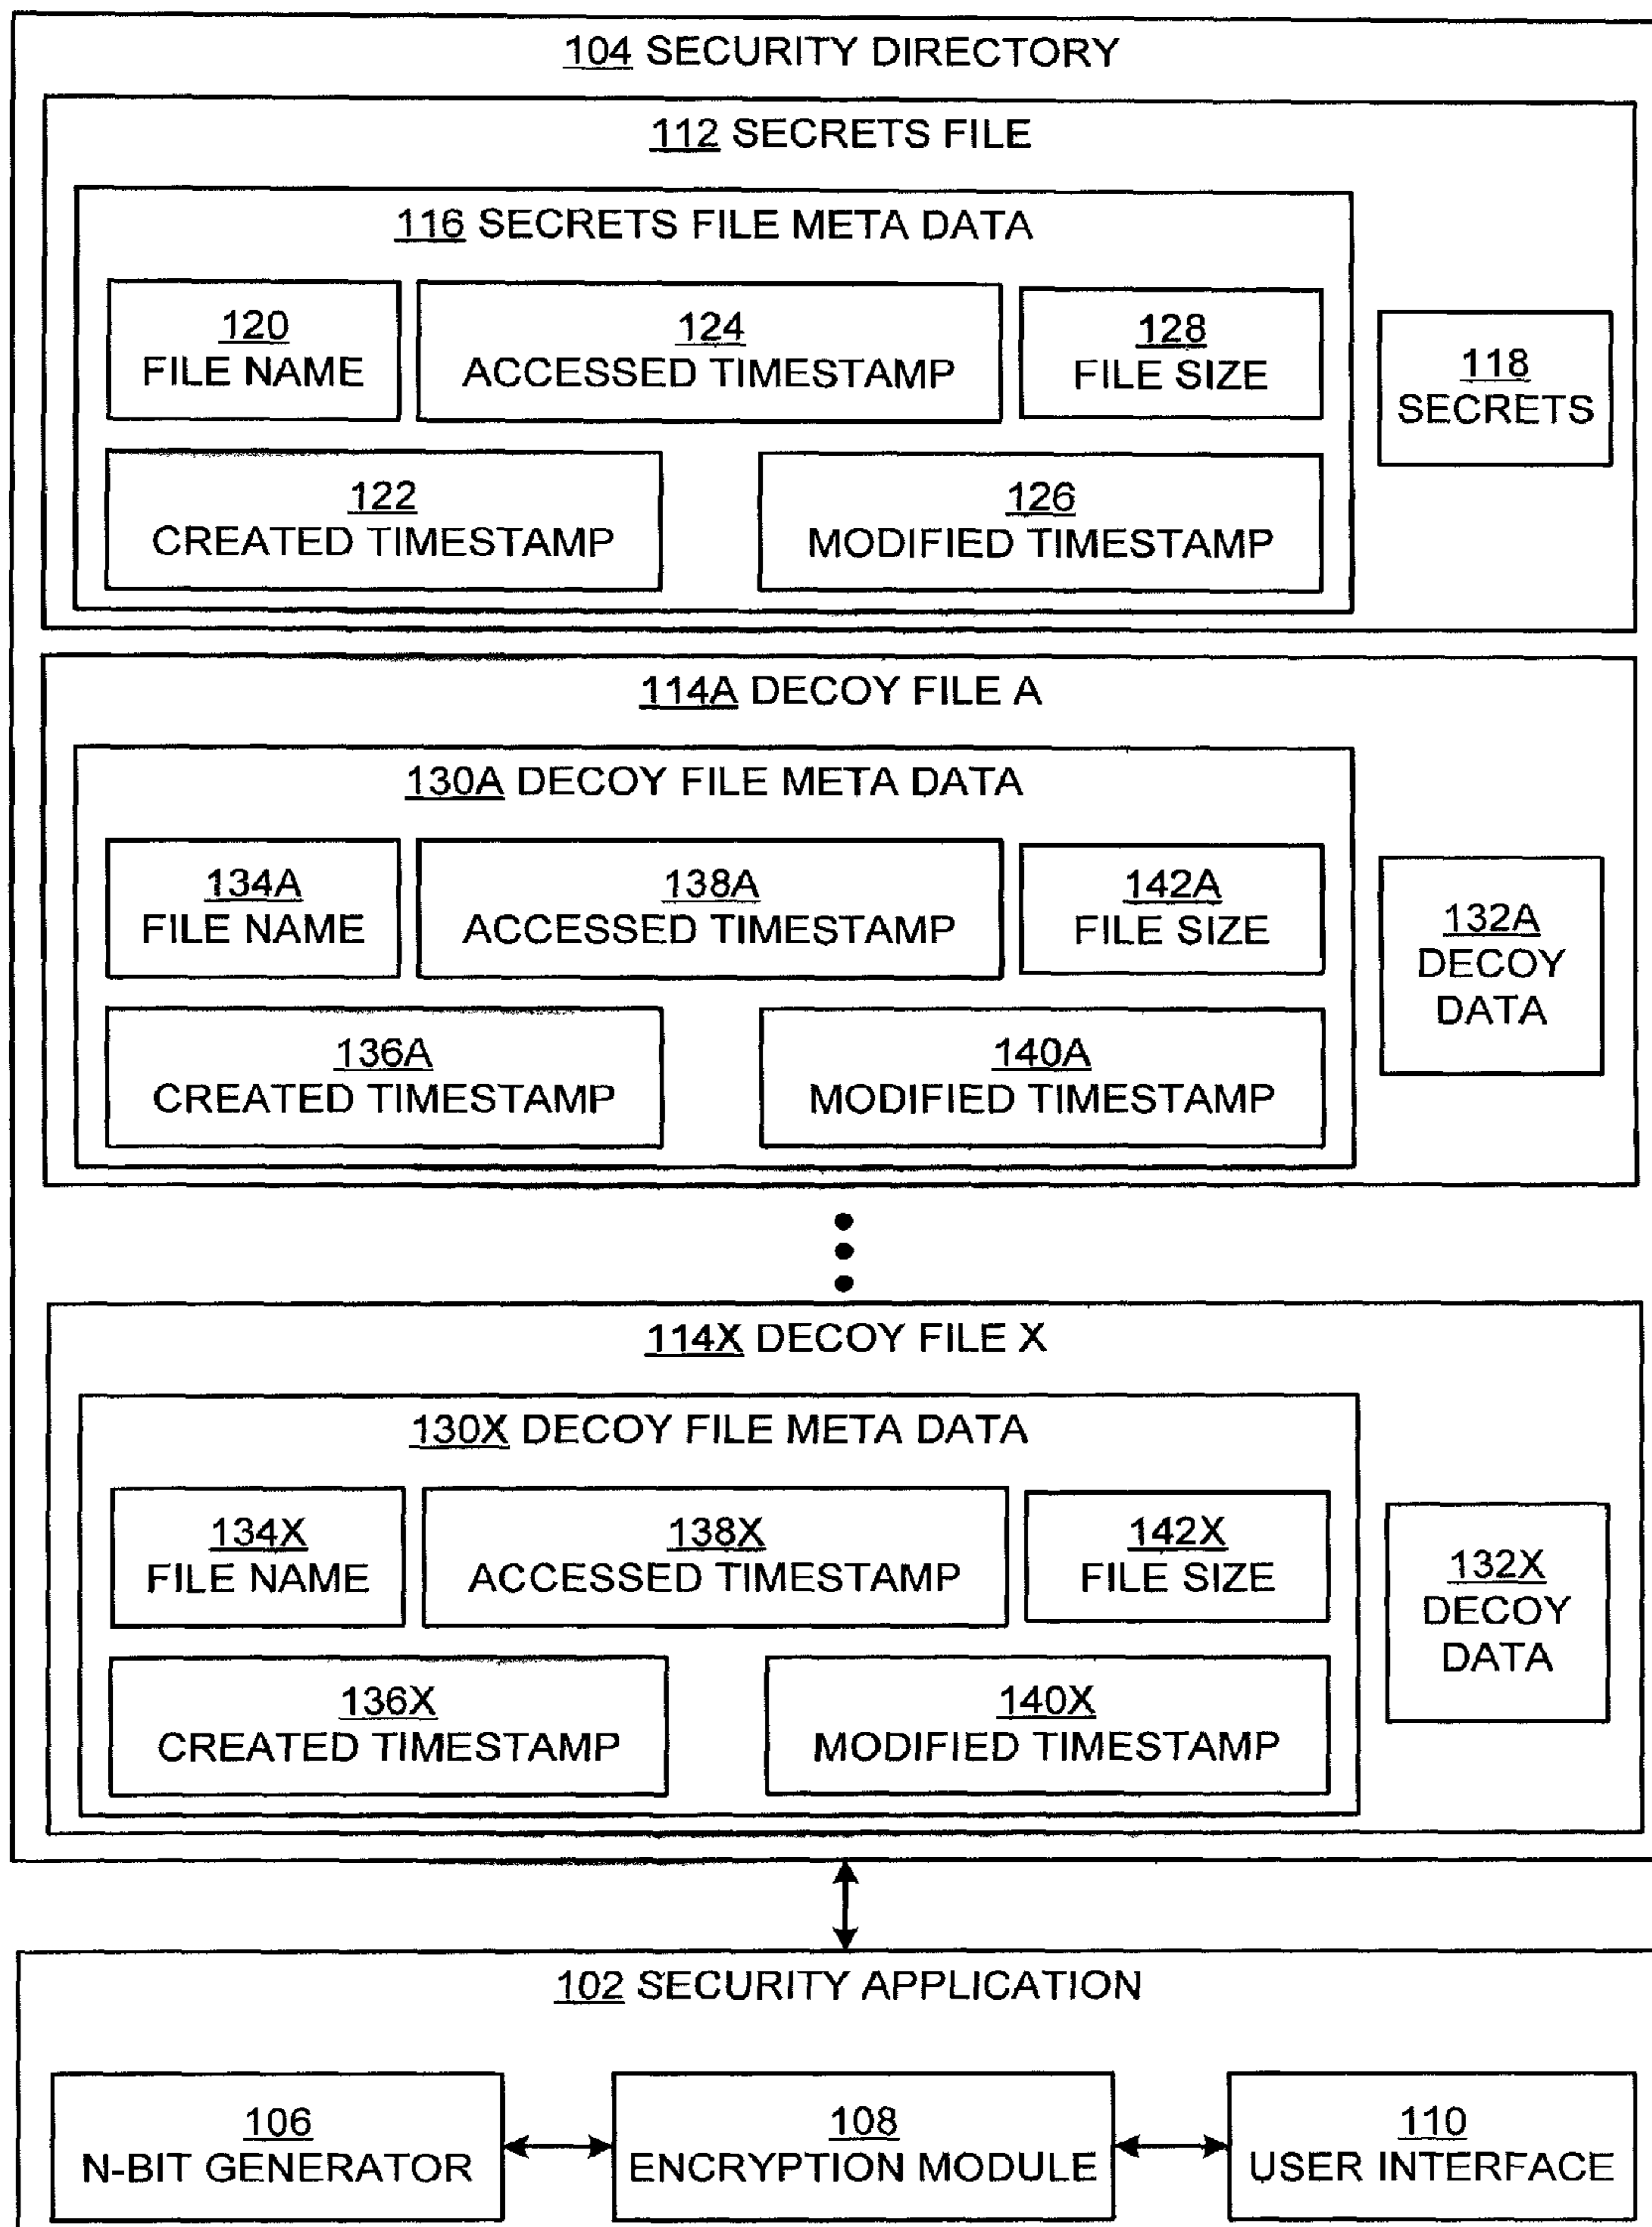 104 SECURITY DIRECTORY
112 SECRETS FILE
116 SECRETS FILE META DATA
120
FILE NAME
124
ACCESSED TIMESTAMP
128
FILE SIZE
118
SECRETS
122
CREATED TIMESTAMP
126
MODIFIED TIMESTAMP
114A DECOY FILE A
130A DECOY FILE META DATA
134A
FILE NAME
138A
ACCESSED TIMESTAMP
142A
FILE SIZE
132A
DECOY
DATA
136A
CREATED TIMESTAMP
140A
MODIFIED TIMESTAMP
114X DECOY FILE X
130X DECOY FILE META DATA
134X
FILE NAME
138X
ACCESSED TIMESTAMP
142X
FILE SIZE
132X
DECOY
DATA
136X
CREATED TIMESTAMP
140X
MODIFIED TIMESTAMP
102 SECURITY APPLICATION
106
N-BIT GENERATOR
108
ENCRYPTION MODULE
110
USER INTERFACE